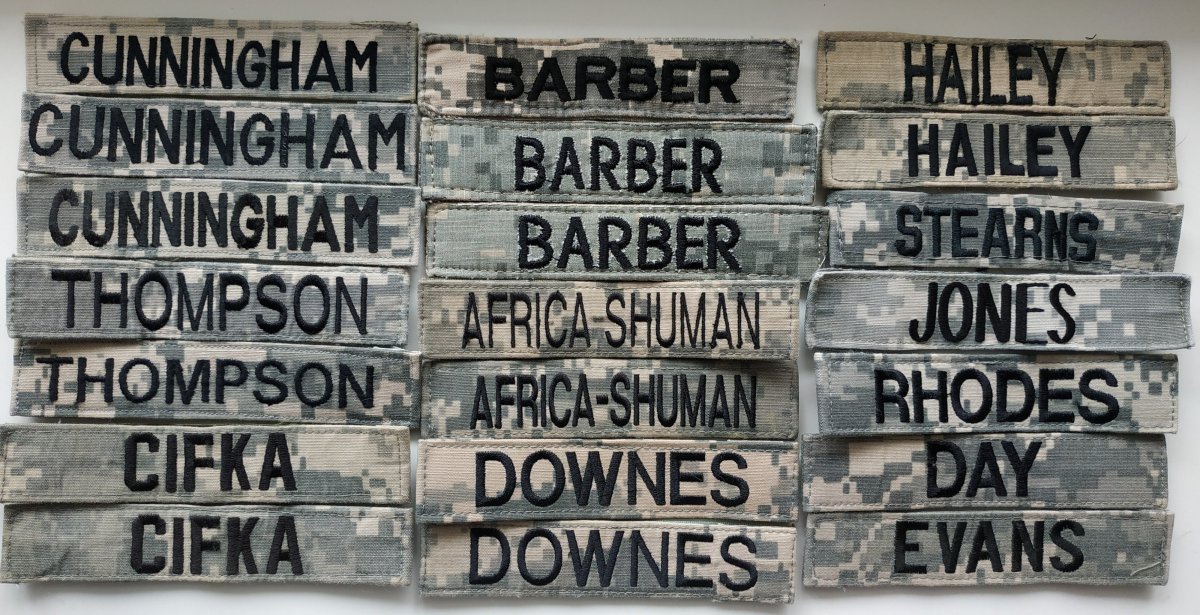 CUNNINGHAM
CUNNINGHAM
CUNNINGHAM
THOMPSON
THOMPSON
CIFKA
CIFKA
BARBER
BARBER
BARBER
AFRICA-SHUMAN
AFRICA-SHUMAN
DOWNES
DOWNES
HAILEY
HAILEY
STEARNS
JONES
RHODES
DAY
EVANS